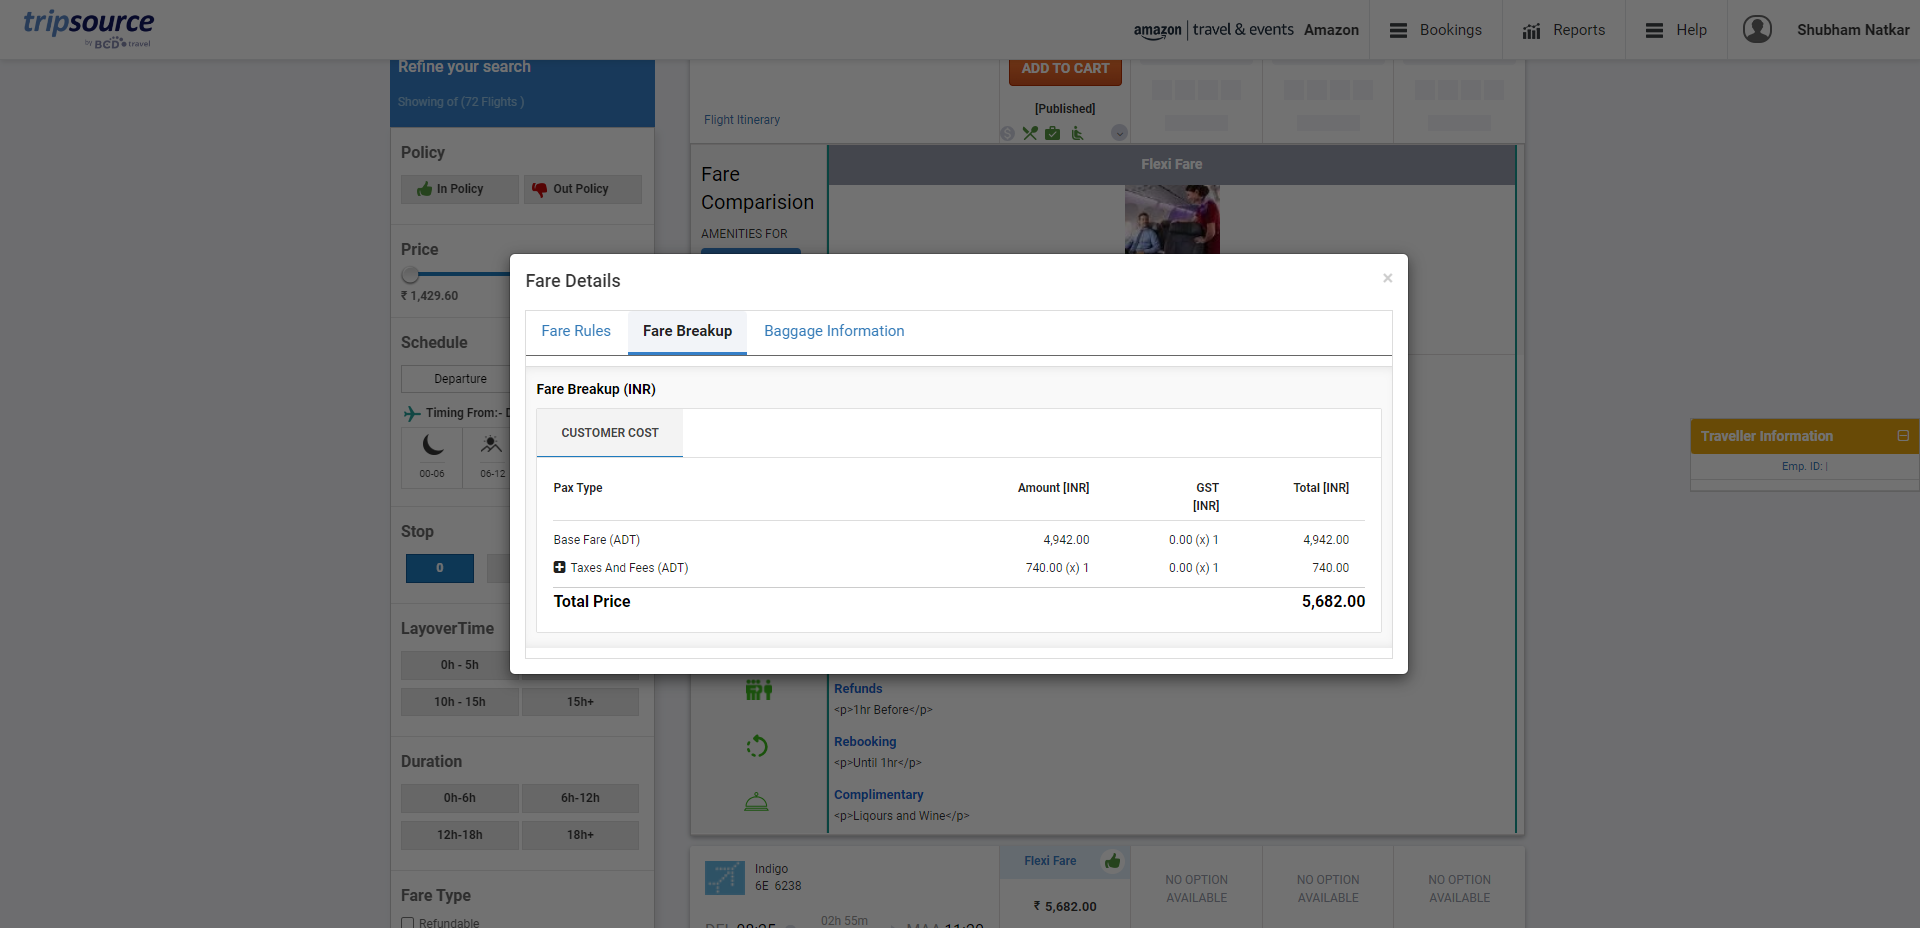 tripsource
by BCD travel
amazon | travel & events Amazon
Bookings
Reports
Help
Shubham Natkar
Refine your search
Showing of (72 Flights )
Policy
In Policy
Out Policy
Price
₹ 1,429.60
Schedule
Departure
Timing From:-
00-06
06-12
Stop
0
LayoverTime
0h - 5h
10h - 15h
15h+
Duration
0h-6h
6h-12h
12h-18h
18h+
Fare Type
Refundable
ADD TO CART
[Published]
Flight Itinerary
Fare
Comparision
AMENITIES FOR
Flexi Fare
Fare Details
×
Fare Rules
Fare Breakup
Baggage Information
Fare Breakup (INR)
CUSTOMER COST
Pax Type Amount [INR] GST [INR] Total [INR]
Base Fare (ADT) 4,942.00 0.00 (x) 1 4,942.00
Taxes And Fees (ADT) 740.00 (x) 1 0.00 (x) 1 740.00
Total Price 5,682.00
Refunds
<p>1hr Before</p>
Rebooking
<p>Until 1hr</p>
Complimentary
<p>Liqours and Wine</p>
Indigo
6E 6238
02h 55m
Flexi Fare
₹ 5,682.00
NO OPTION
AVAILABLE
NO OPTION
AVAILABLE
NO OPTION
AVAILABLE
Traveller Information
Emp. ID: |